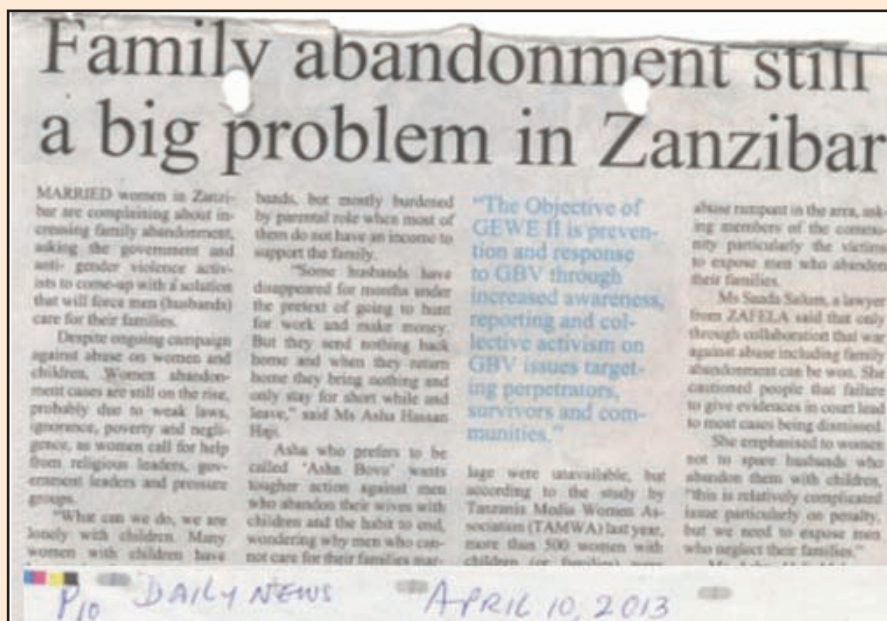 Family abandonment still
a big problem in Zanzibar
MARRIED women in Zanzi-
bar are complaining about in-
creasing family abandonment,
asking the government and
anti- gender violence activ-
ists to come-up with a solution
that will force men (husbands)
care for their families.
Despite ongoing campaign
against abuse on women and
children, Women abandon-
ment cases are still on the rise,
probably due to weak laws,
ignorance, poverty and negli-
gence, as women call for help
from religious leaders, gov-
ernment leaders and pressure
groups.
"What can we do, we are
lonely with children. Many
women with children have
bands, but mostly burdened
by parental role when most of
them do not have an income to
support the family.
"Some husbands have
disappeared for months under
the pretext of going to hunt
for work and make money.
But they send nothing back
home and when they return
home they bring nothing and
only stay for short while and
leave," said Ms Asha Hassan
Haji.
Asha who prefers to be
called 'Asha Bovu' wants
tougher action against men
who abandon their wives with
children and the habit to end,
wondering why men who can-
not care for their families mar-
"The Objective of
GEWE II is preven-
tion and response
to GBV through
increased awareness,
reporting and col-
lective activism on
GBV issues target-
ing perpetrators,
survivors and com-
munities."
lage were unavailable, but
according to the study by
Tanzania Media Women As-
sociation (TAMWA) last year,
more than 500 women with
children (or families) were
abuse rampant in the area, ask-
ing members of the commu-
nity particularly the victims
to expose men who abandon
their families.
Ms Saada Salum, a lawyer
from ZAFELA said that only
through collaboration that war
against abuse including family
abandonment can be won. She
cautioned people that failure
to give evidences in court lead
to most cases being dismissed.
She emphasised to women
not to spare husbands who
abandon them with children,
"this is relatively complicated
issue particularly on penalty,
but we need to expose men
who neglect their families."
P10 DAILY NEWS APRIL 10, 2013